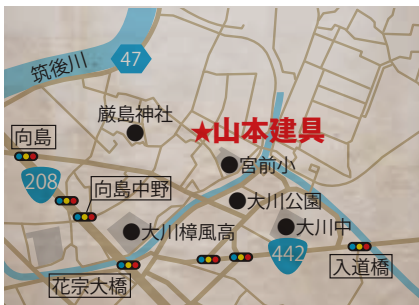 筑後川
47
厳島神社
★山本建具
向島
宮前小
208
向島中野
大川公園
大川樟風高
大川中
442
入道橋
花宗大橋